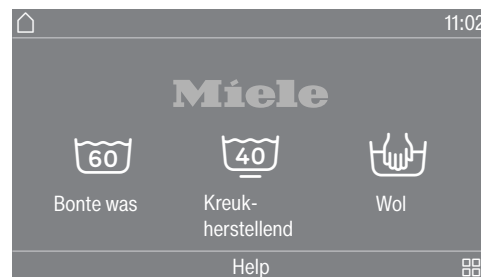 11:02
Miele
60
40
Bonte was
Kreuk-
herstellend
Wol
Help